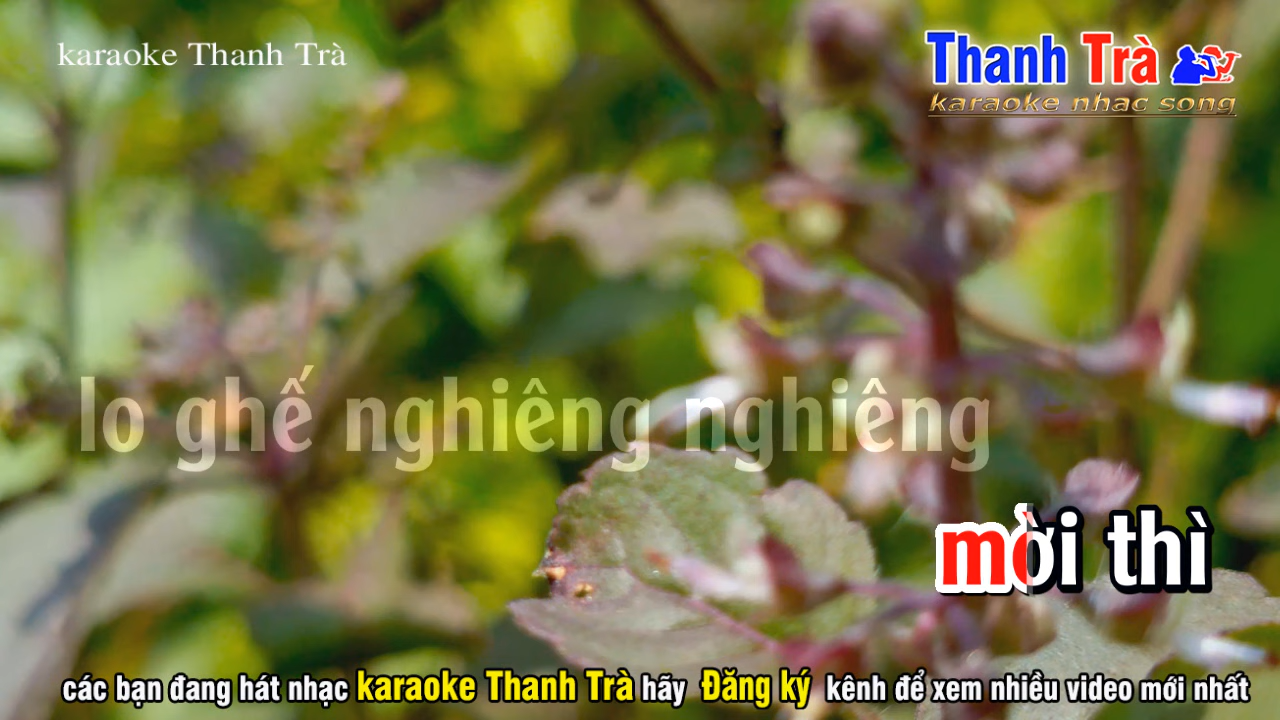 karaoke Thanh Trà
Thanh Trà
karaoke nhạc song
lo ghế nghiêng nghiêng
mời thì
các bạn đang hát nhạc karaoke Thanh Trà hãy Đăng ký kênh để xem nhiều video mới nhất